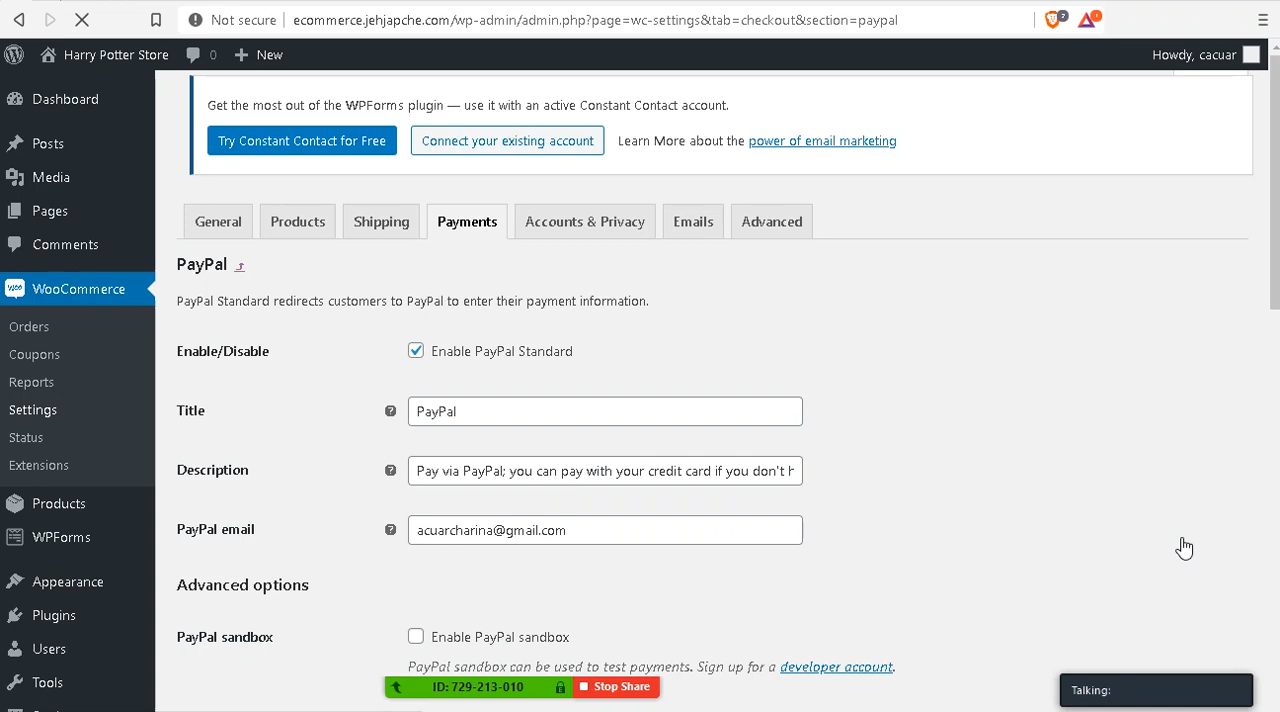 Not secure
ecommerce.jehjapche.com/wp-admin/admin.php?page=wc-settings&tab=checkout&section=paypal
Harry Potter Store
0
New
Howdy, cacuar
Dashboard
Posts
Media
Pages
Comments
WooCommerce
Orders
Coupons
Reports
Settings
Status
Extensions
Products
WPForms
Appearance
Plugins
Users
Tools
Get the most out of the WPForms plugin — use it with an active Constant Contact account.
Try Constant Contact for Free
Connect your existing account
Learn More about the power of email marketing
General
Products
Shipping
Payments
Accounts & Privacy
Emails
Advanced
PayPal
PayPal Standard redirects customers to PayPal to enter their payment information.
Enable/Disable
Enable PayPal Standard
Title
PayPal
Description
Pay via PayPal; you can pay with your credit card if you don't h
PayPal email
acuarcharina@gmail.com
Advanced options
PayPal sandbox
Enable PayPal sandbox
PayPal sandbox can be used to test payments. Sign up for a developer account.
ID: 729-213-010
Stop Share
Talking: